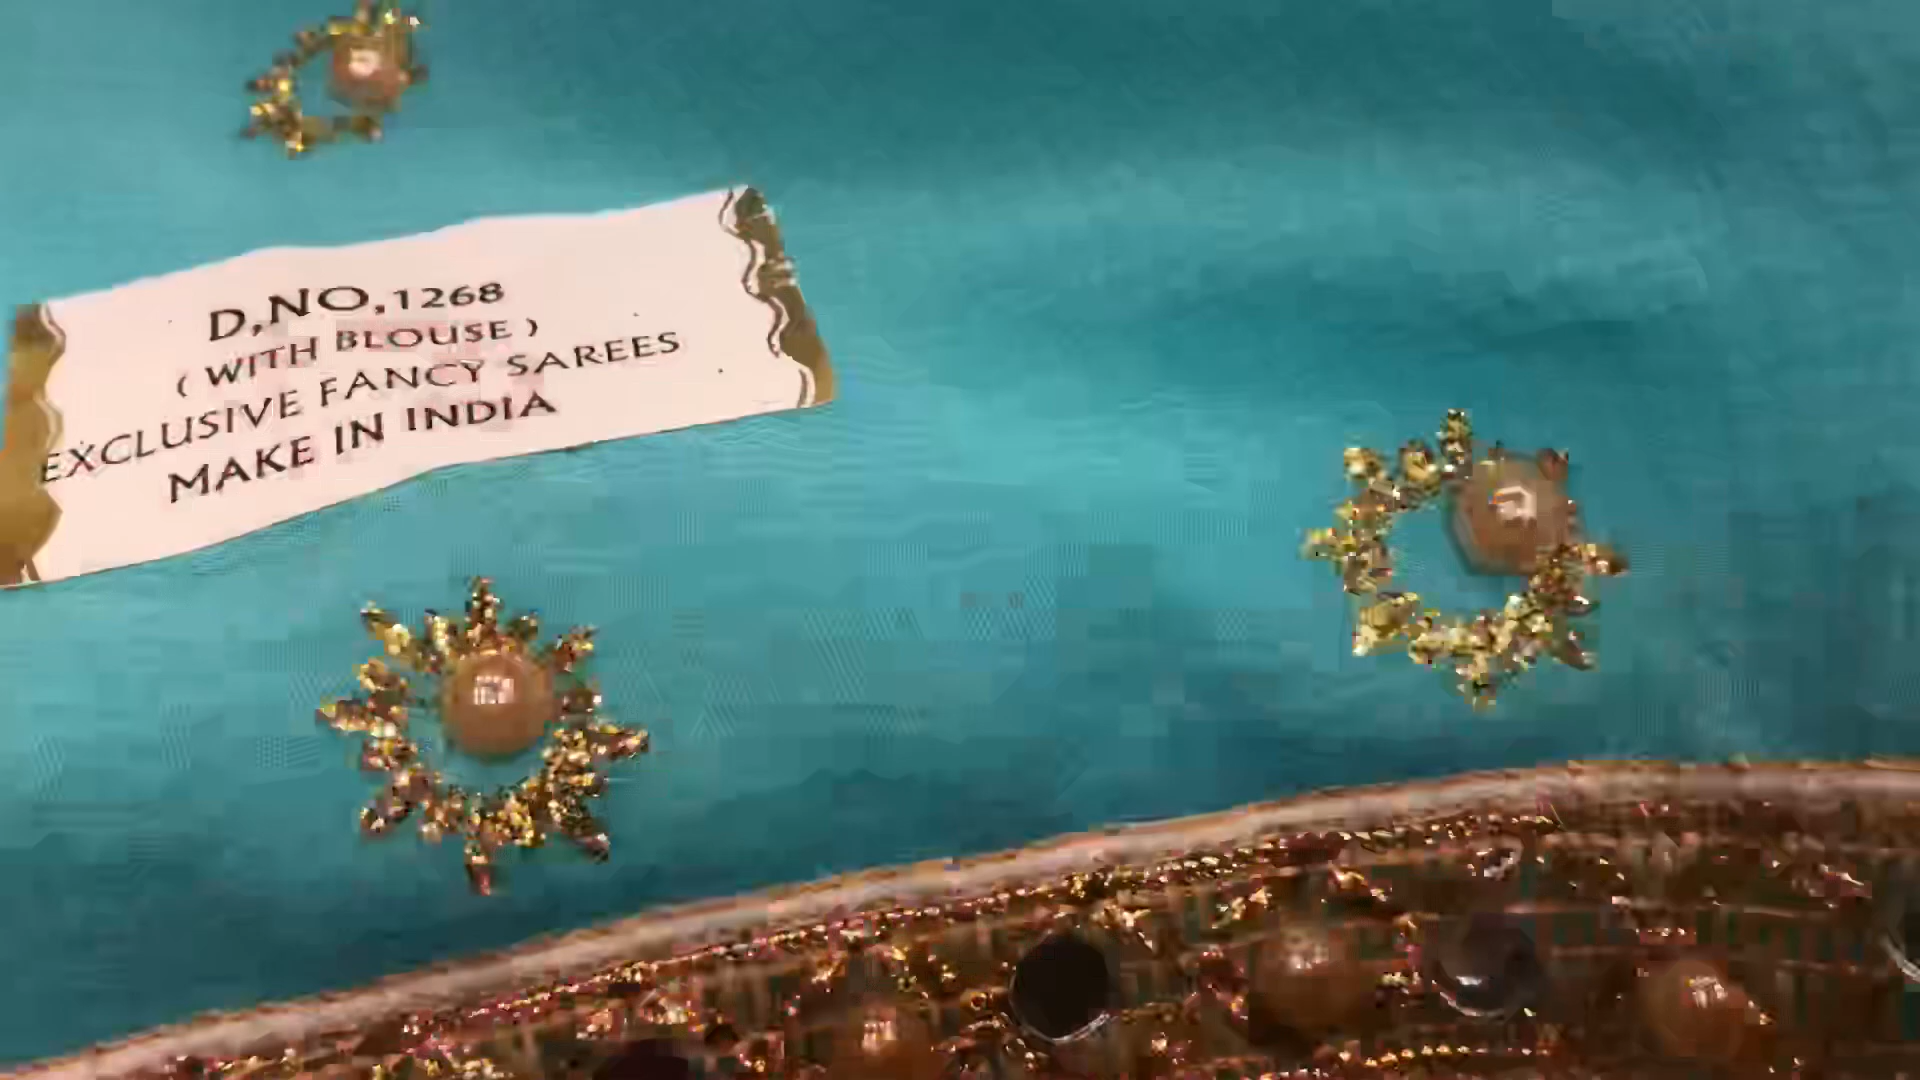 D,NO,1268
( WITH BLOUSE )
EXCLUSIVE FANCY SAREES
MAKE IN INDIA